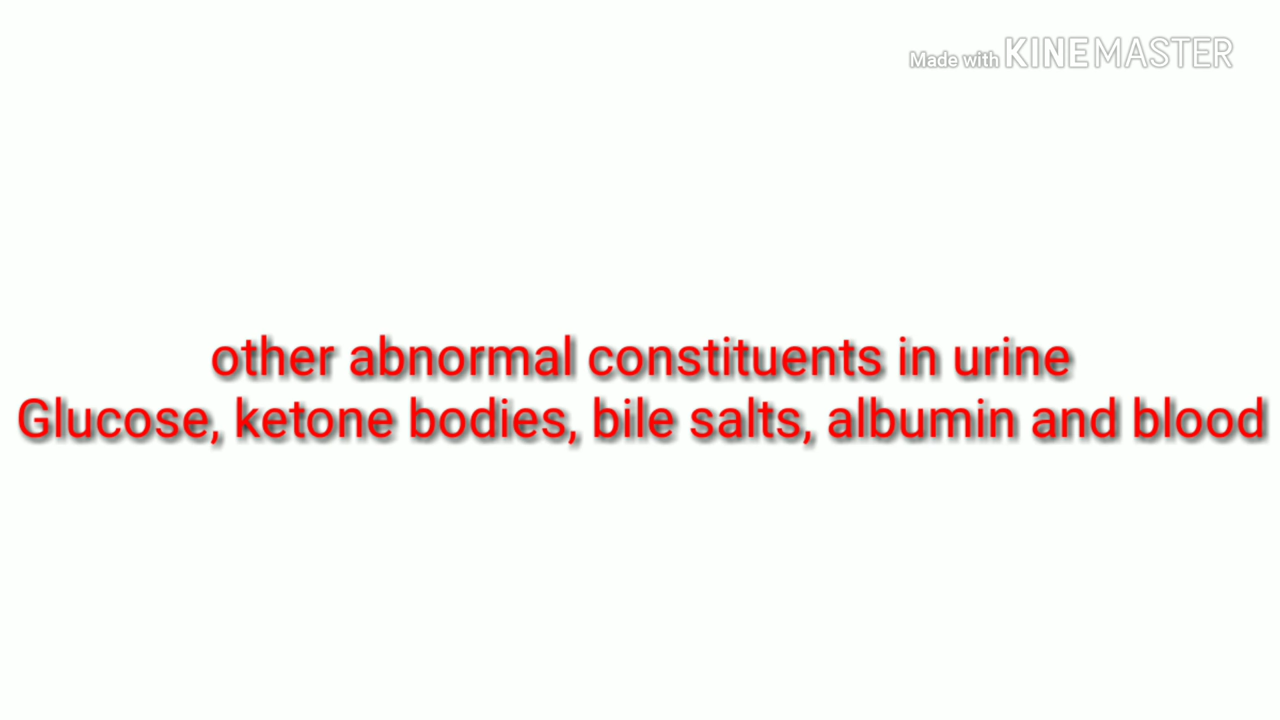 Made with KINEMASTER
other abnormal constituents in urine
Glucose, ketone bodies, bile salts, albumin and blood